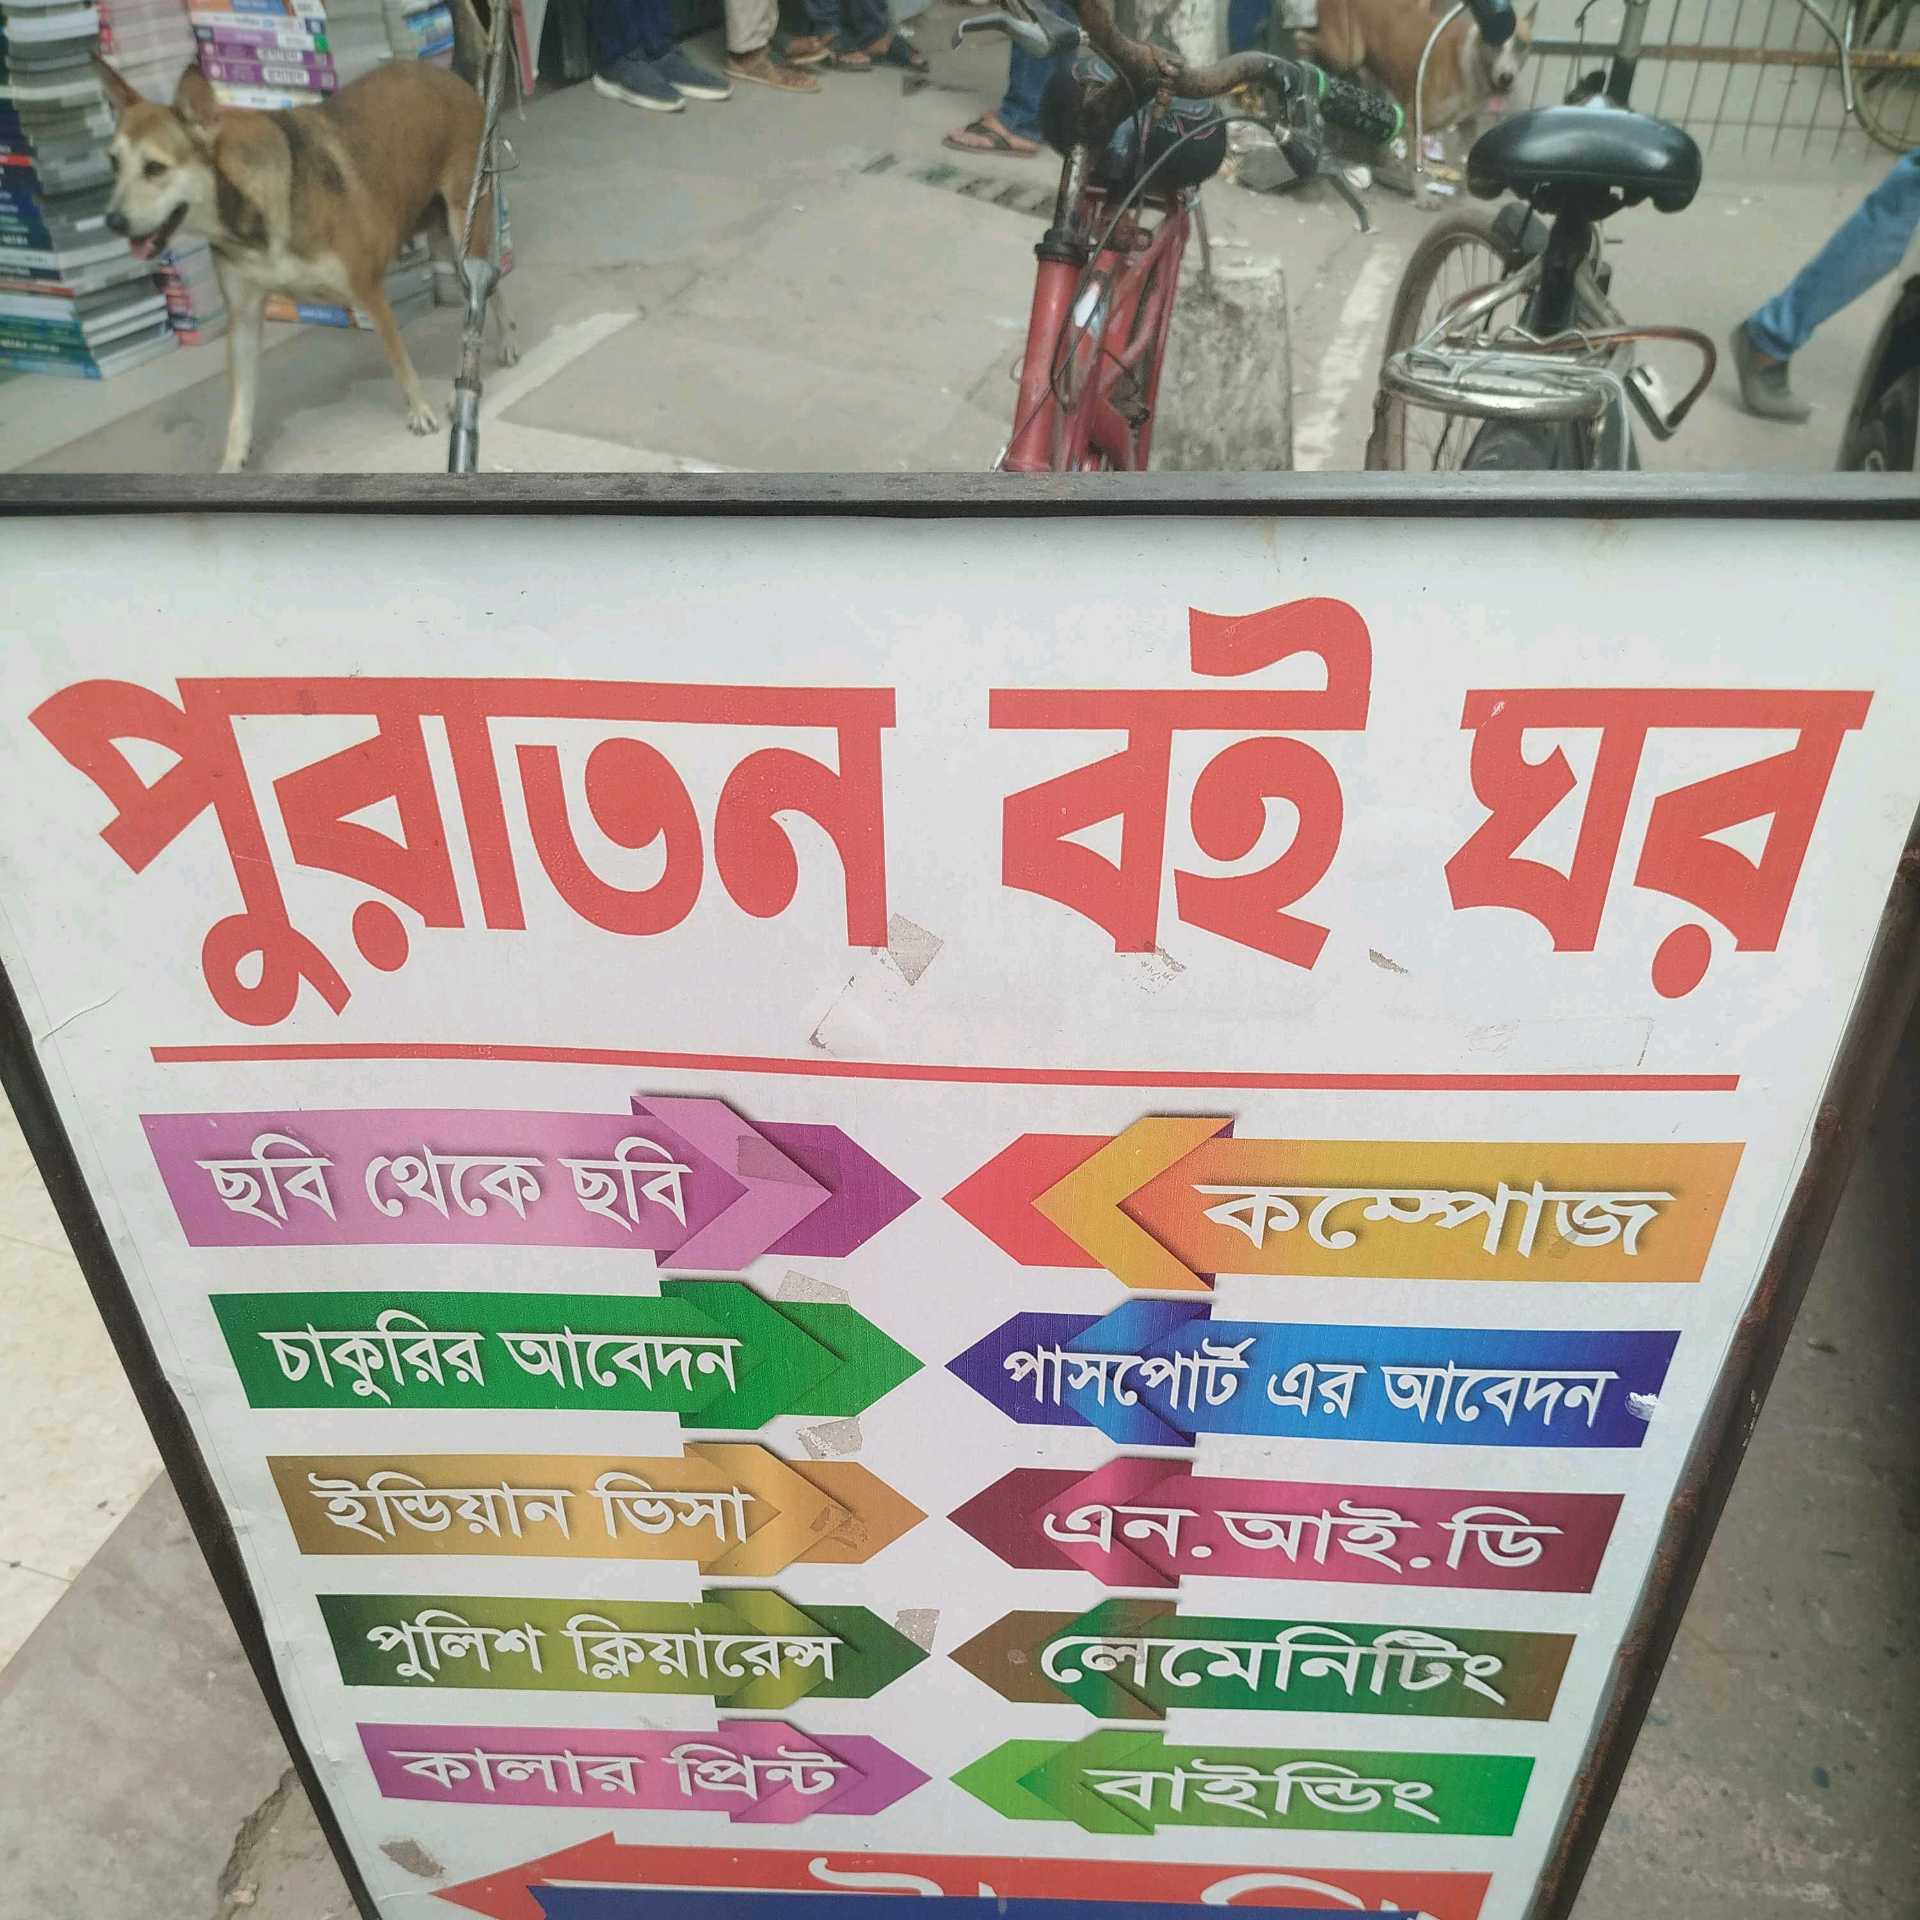 পুরাতন বই ঘর
ছবি থেকে ছবি
কম্পোজ
চাকুরির আবেদন
পাসপোর্ট এর আবেদন
ইন্ডিয়ান ভিসা
এন.আই.ডি
পুলিশ ক্লিয়ারেন্স
লেমেনিটিং
কালার প্রিন্ট
বাইন্ডিং